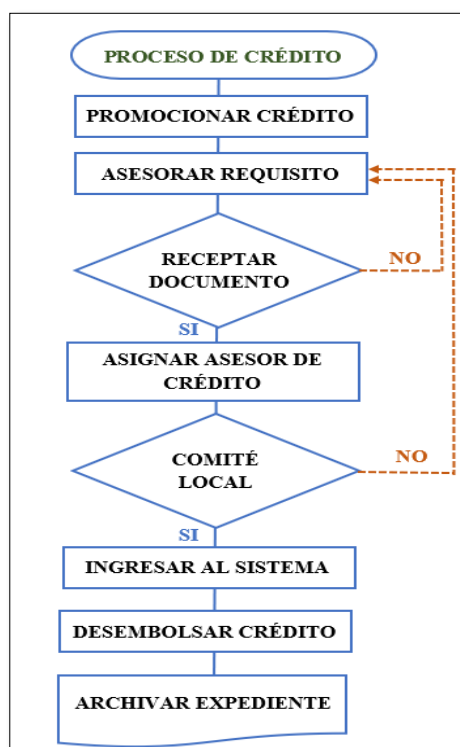 PROCESO DE CRÉDITO
PROMOCIONAR CRÉDITO
ASESORAR REQUISITO
RECEPTAR
DOCUMENTO
NO
SI
ASIGNAR ASESOR DE
CRÉDITO
COMITÉ
LOCAL
NO
SI
INGRESAR AL SISTEMA
DESEMBOLSAR CRÉDITO
ARCHIVAR EXPEDIENTE